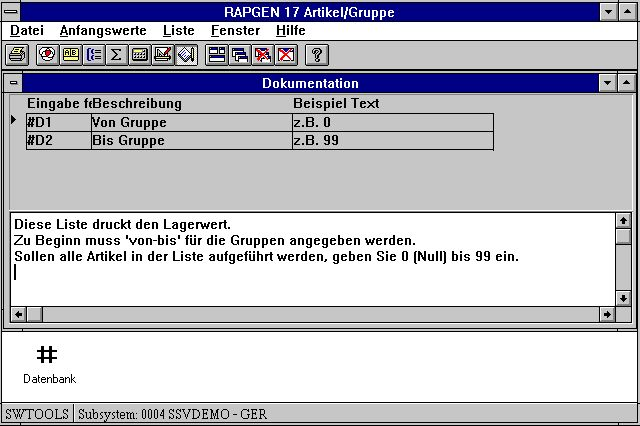 RAPGEN 17 Artikel/Gruppe
Datei Anfangswerte Liste Fenster Hilfe
Dokumentation
Eingabe fe Beschreibung Beispiel Text
#D1 Von Gruppe z.B. 0
#D2 Bis Gruppe z.B. 99
Diese Liste druckt den Lagerwert.
Zu Beginn muss 'von-bis' für die Gruppen angegeben werden.
Sollen alle Artikel in der Liste aufgeführt werden, geben Sie 0 (Null) bis 99 ein.
#
Datenbank
SWTOOLS Subsystem: 0004 SSVDEMO - GER